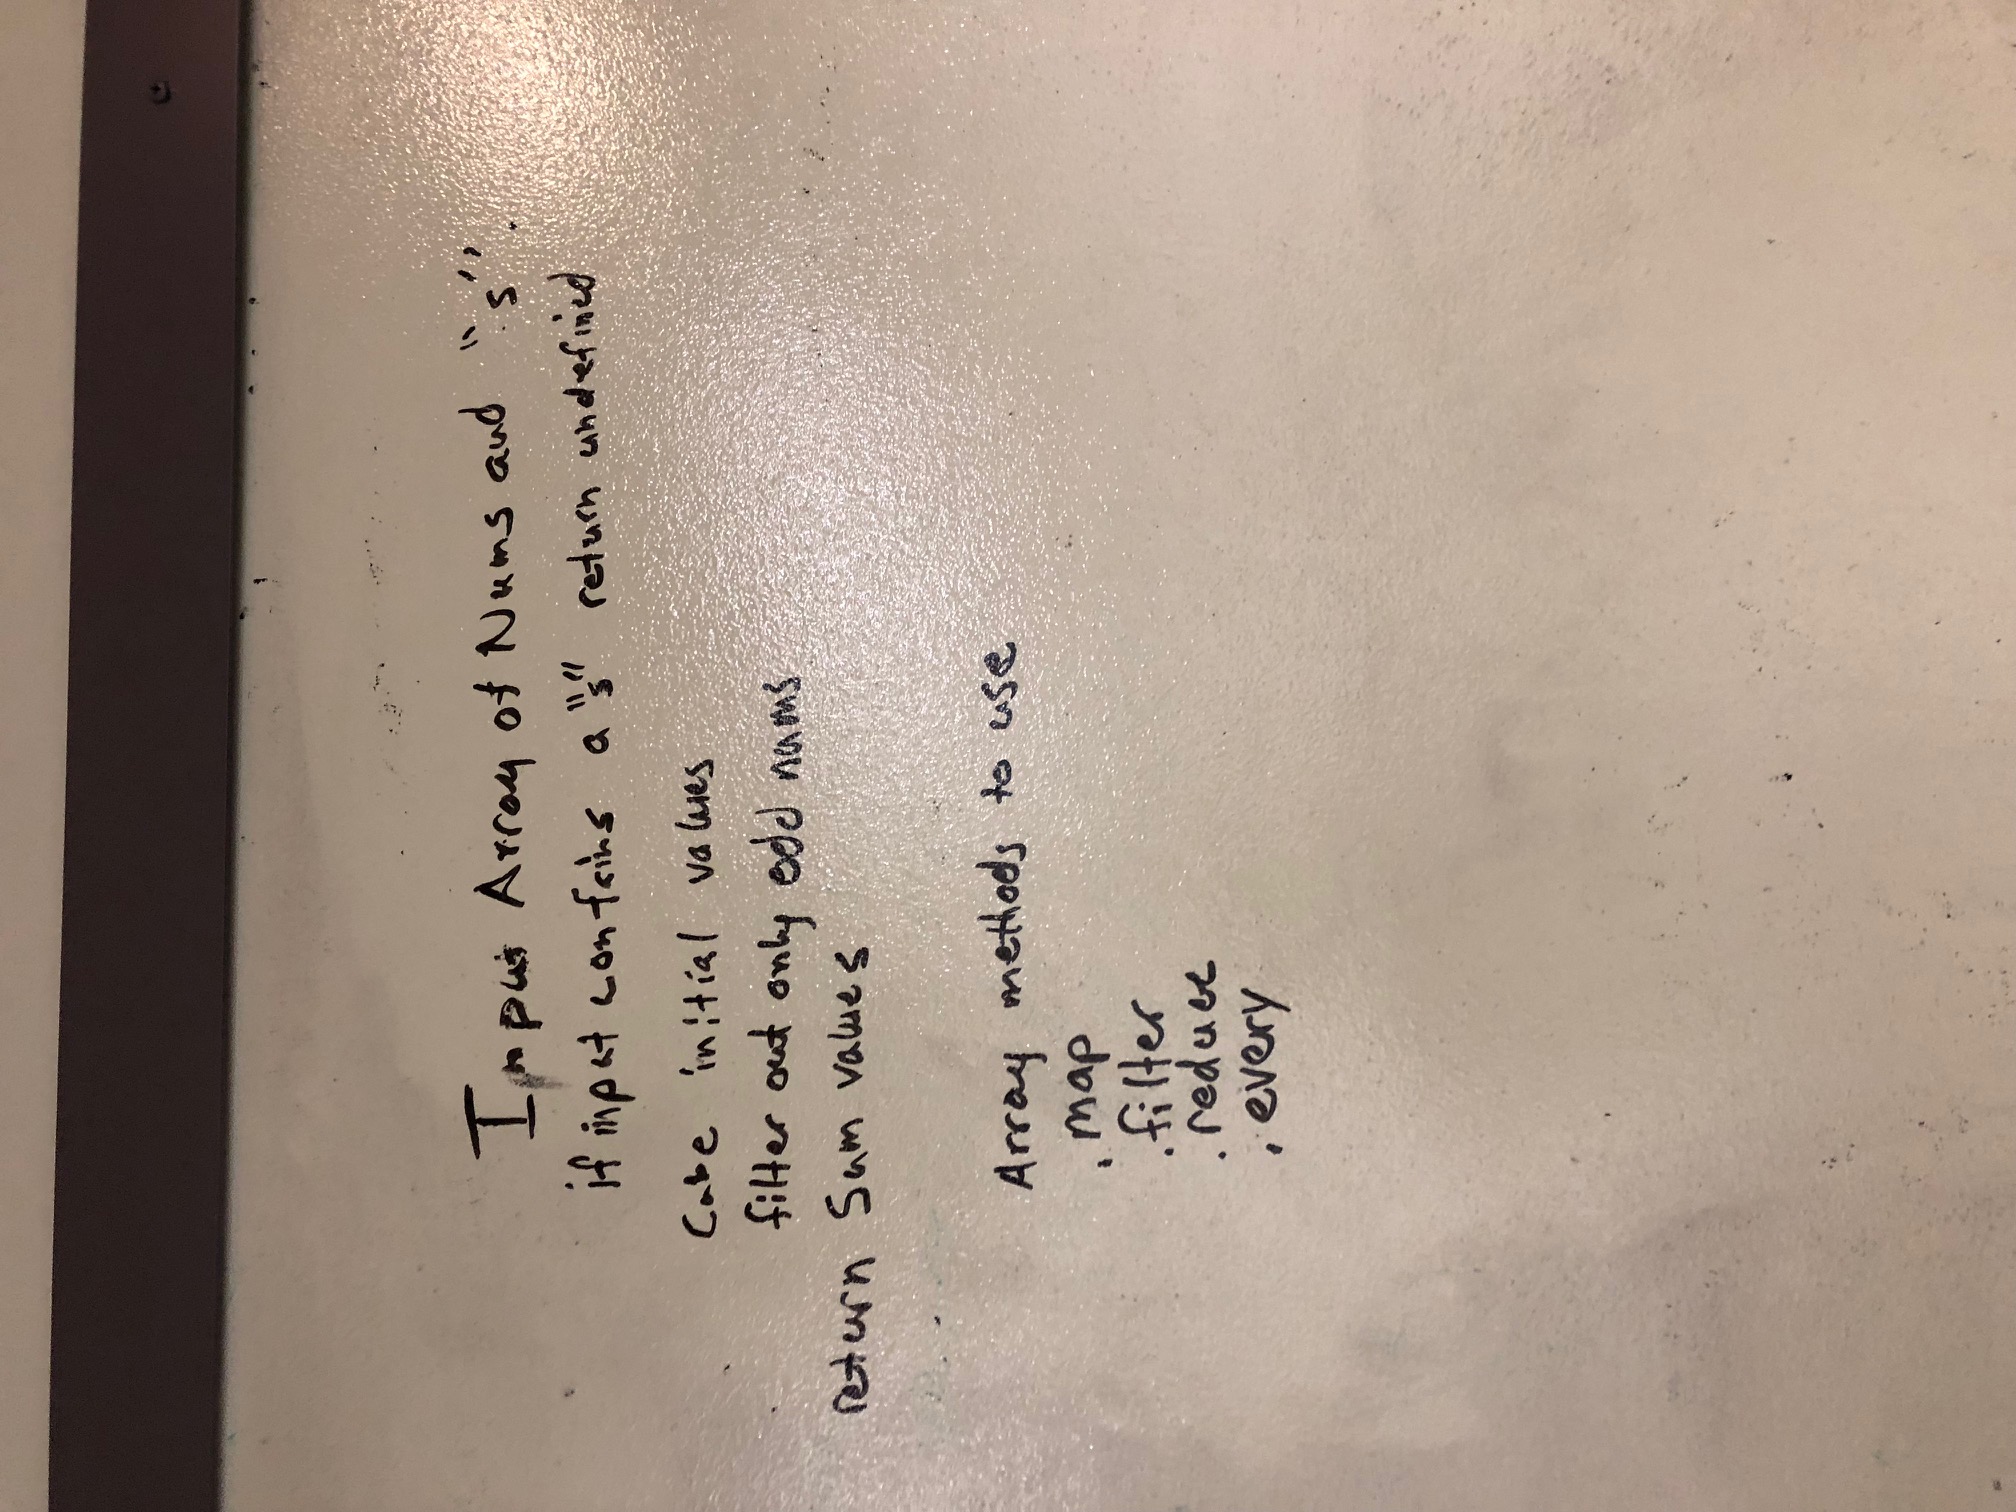 Input Array of Nums and "s".
if input contains a "s" return undefined
Cube initial values
filter out only odd nums
return Sum values
Array methods to use
.map
.filter
.reduce
.every